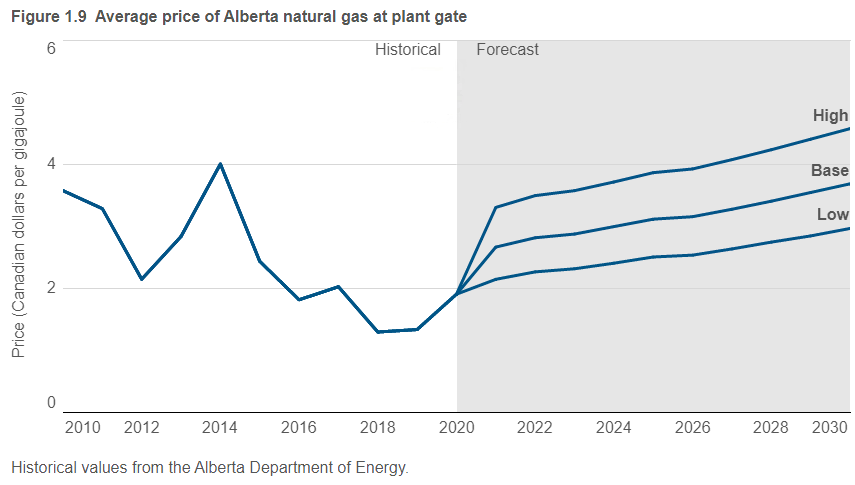 Figure 1.9 Average price of Alberta natural gas at plant gate
6
Historical
Forecast
High
4
Base
Low
2
0
Price (Canadian dollars per gigajoule)
2010 2012 2014 2016 2018 2020 2022 2024 2026 2028 2030
Historical values from the Alberta Department of Energy.